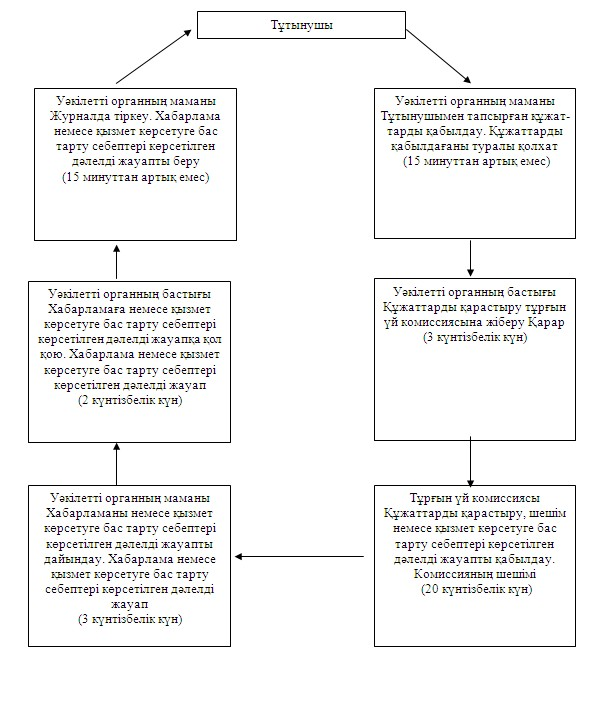 Тұтынушы
Уәкілетті органның маманы
Журналда тіркеу. Хабарлама
немесе қызмет көрсетуге бас
тарту себептері көрсетілген
дәлелді жауапты беру
(15 минуттан артық емес)
Уәкілетті органның маманы
Тұтынушымен тапсырған құжат-
тарды қабылдау. Құжаттарды
қабылдағаны туралы қолхат
(15 минуттан артық емес)
Уәкілетті органның бастығы
Хабарламаға немесе қызмет
көрсетуге бас тарту себептері
көрсетілген дәлелді жауапқа қол
қою. Хабарлама немесе қызмет
көрсетуге бас тарту себептері
көрсетілген дәлелді жауап
(2 күнтізбелік күн)
Уәкілетті органның бастығы
Құжаттарды қарастыру тұрғын
үй комиссиясына жіберу Қарар
(3 күнтізбелік күн)
Уәкілетті органның маманы
Хабарламаны немесе қызмет
көрсетуге бас тарту себептері
көрсетілген дәлелді жауапты
дайындау. Хабарлама немесе
қызмет көрсетуге бас тарту
себептері көрсетілген дәлелді
жауап
(3 күнтізбелік күн)
Тұрғын үй комиссиясы
Құжаттарды қарастыру, шешім
немесе қызмет көрсетуге бас
тарту себептері көрсетілген
дәлелді жауапты қабылдау.
Комиссияның шешімі
(20 күнтізбелік күн)